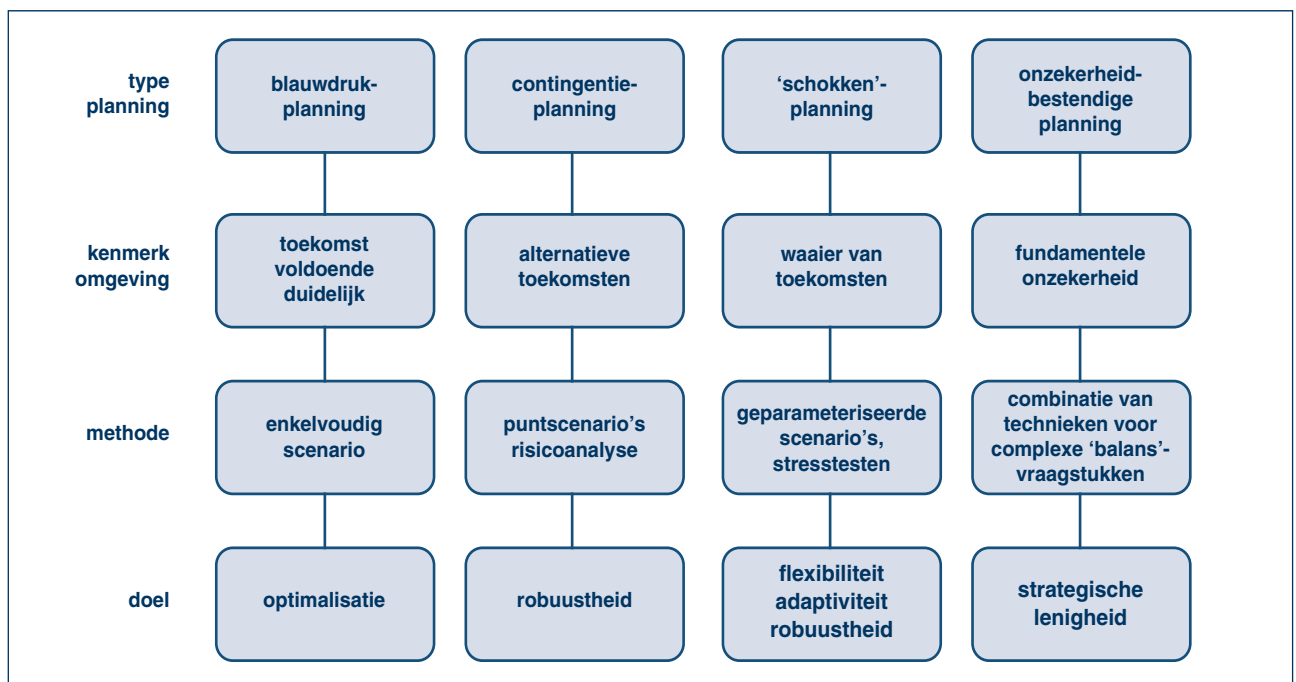 type
planning
blauwdruk-
planning
contingentie-
planning
‘schokken’-
planning
onzekerheid-
bestendige
planning
kenmerk
omgeving
toekomst
voldoende
duidelijk
alternatieve
toekomsten
waaier van
toekomsten
fundamentele
onzekerheid
methode
enkelvoudig
scenario
puntscenario’s
risicoanalyse
geparameteriseerde
scenario’s,
stresstesten
combinatie van
technieken voor
complexe ‘balans’-
vraagstukken
doel
optimalisatie
robuustheid
flexibiliteit
adaptiviteit
robuustheid
strategische
lenigheid